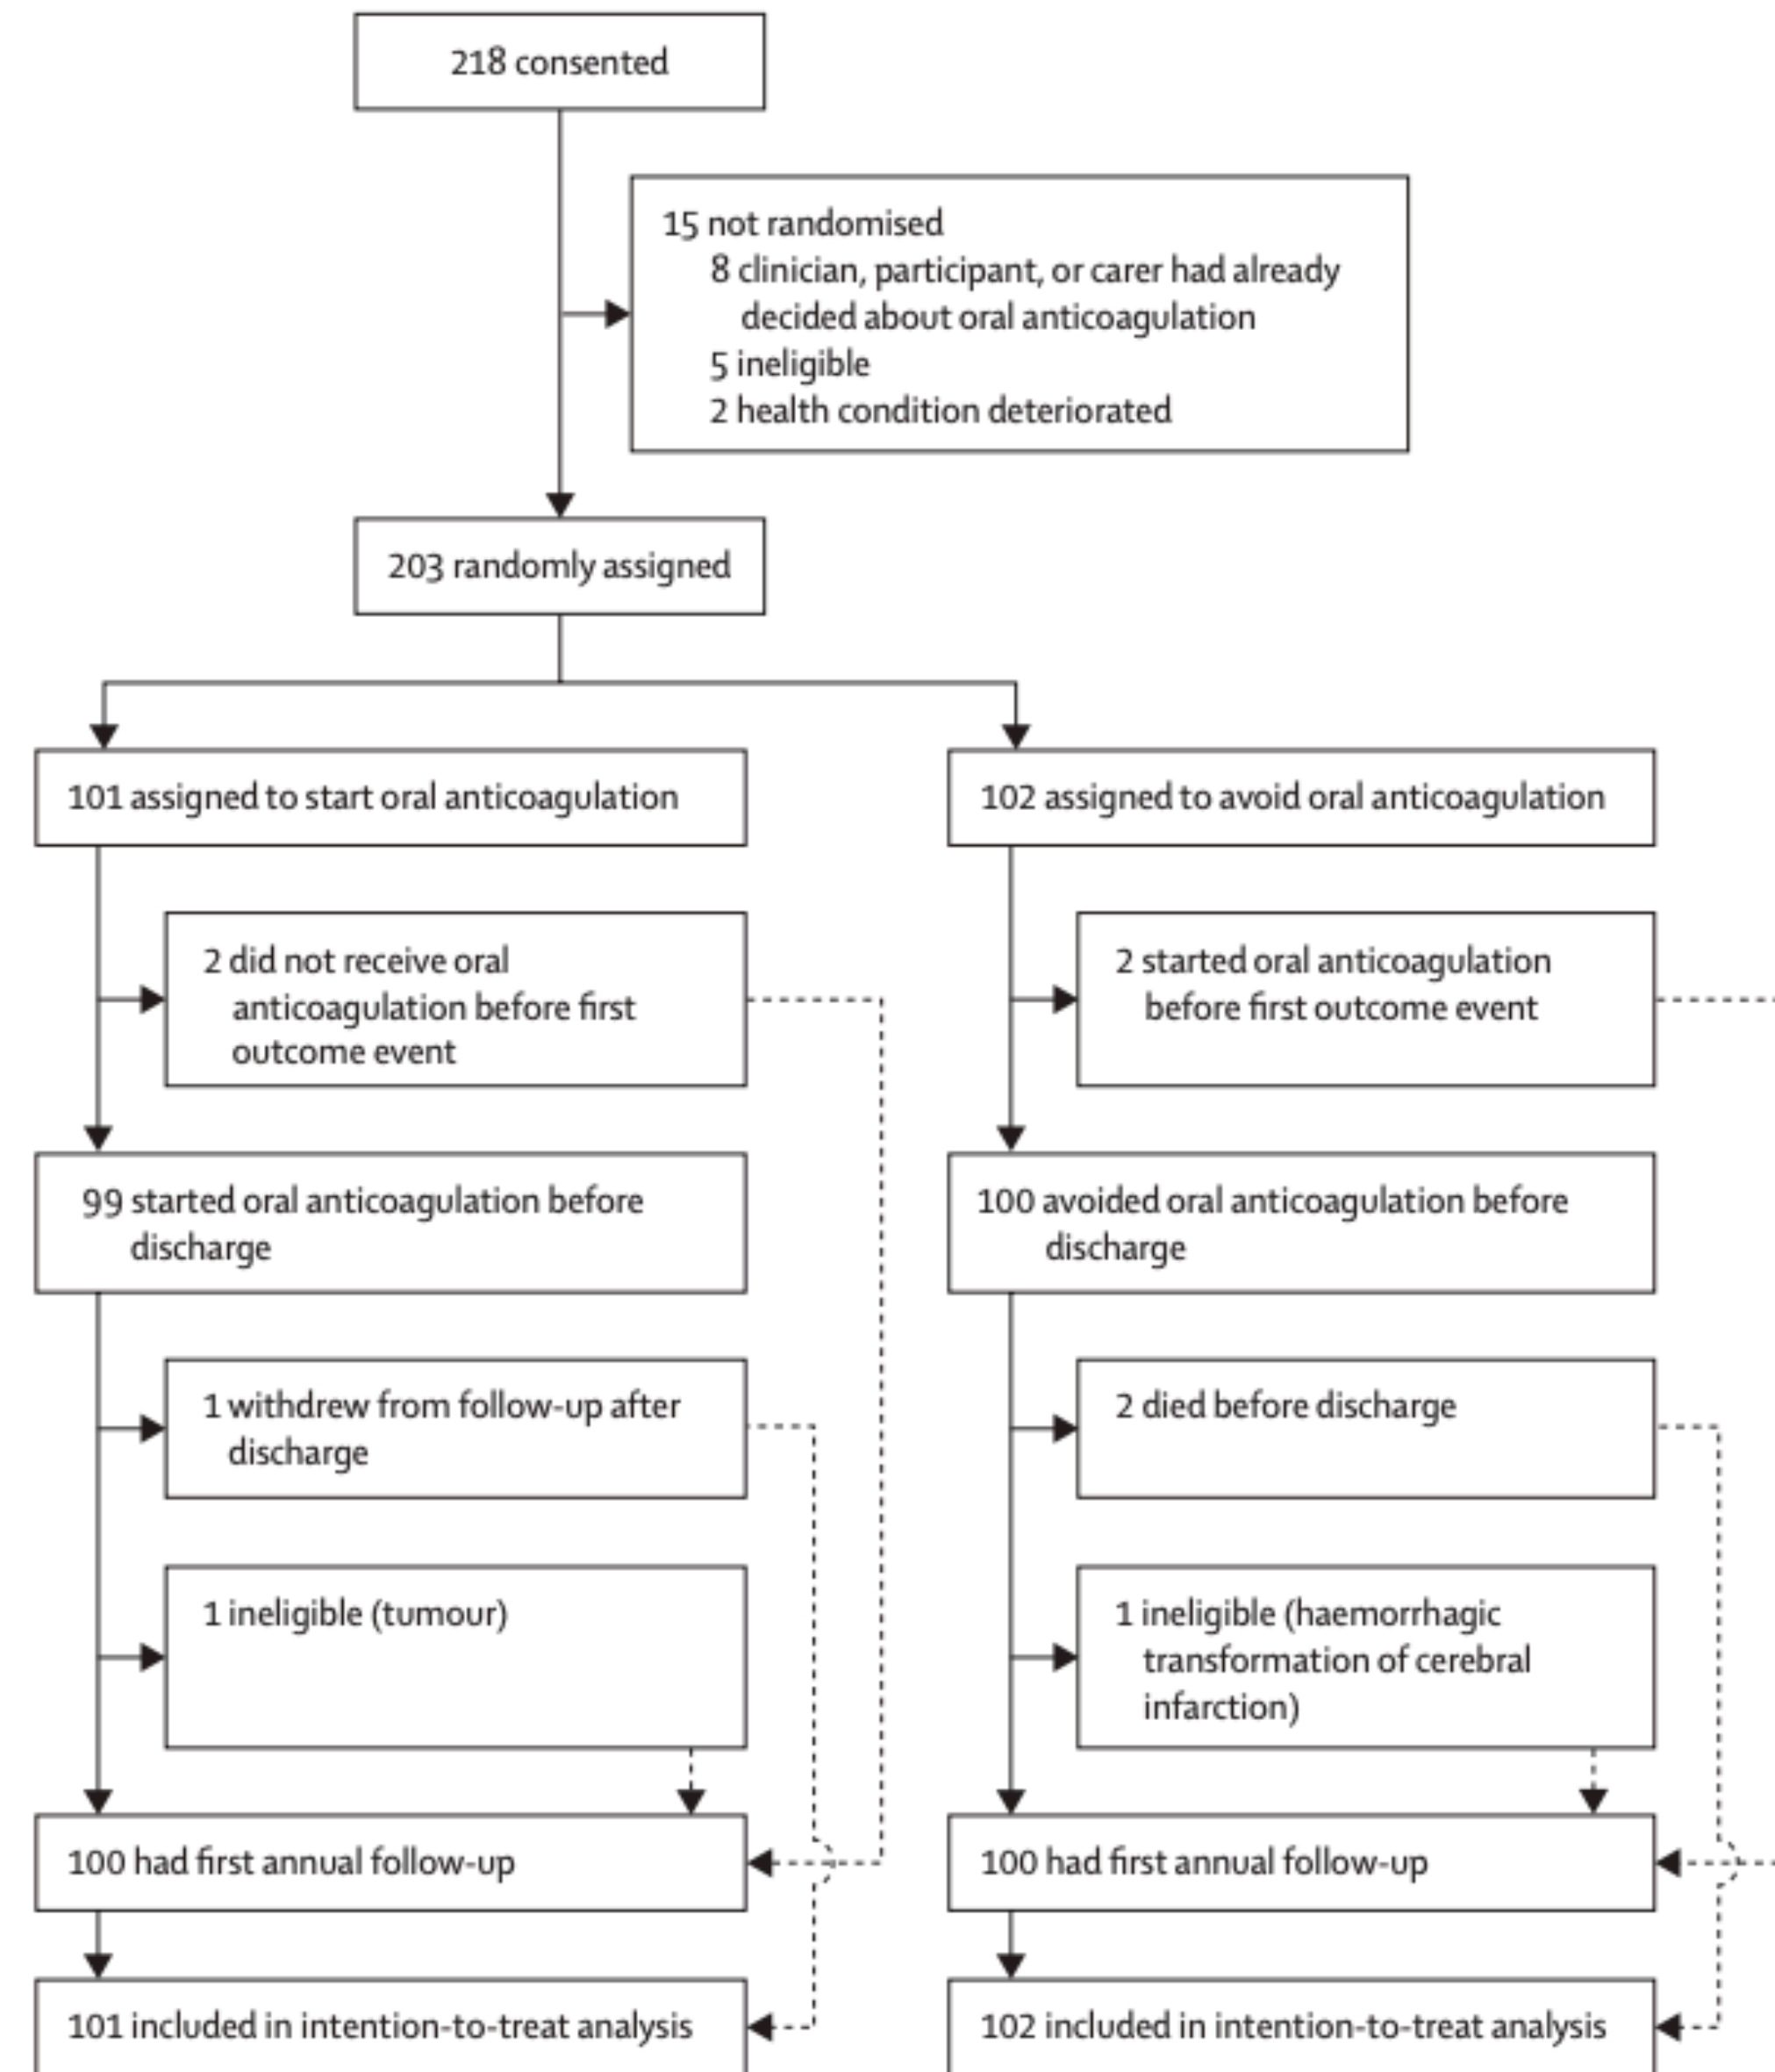 218 consented
15 not randomised
8 clinician, participant, or carer had already
decided about oral anticoagulation
5 ineligible
2 health condition deteriorated
203 randomly assigned
101 assigned to start oral anticoagulation
102 assigned to avoid oral anticoagulation
2 did not receive oral
anticoagulation before first
outcome event
2 started oral anticoagulation
before first outcome event
99 started oral anticoagulation before
discharge
100 avoided oral anticoagulation before
discharge
1 withdrew from follow-up after
discharge
2 died before discharge
1 ineligible (tumour)
1 ineligible (haemorrhagic
transformation of cerebral
infarction)
100 had first annual follow-up
100 had first annual follow-up
101 included in intention-to-treat analysis
102 included in intention-to-treat analysis